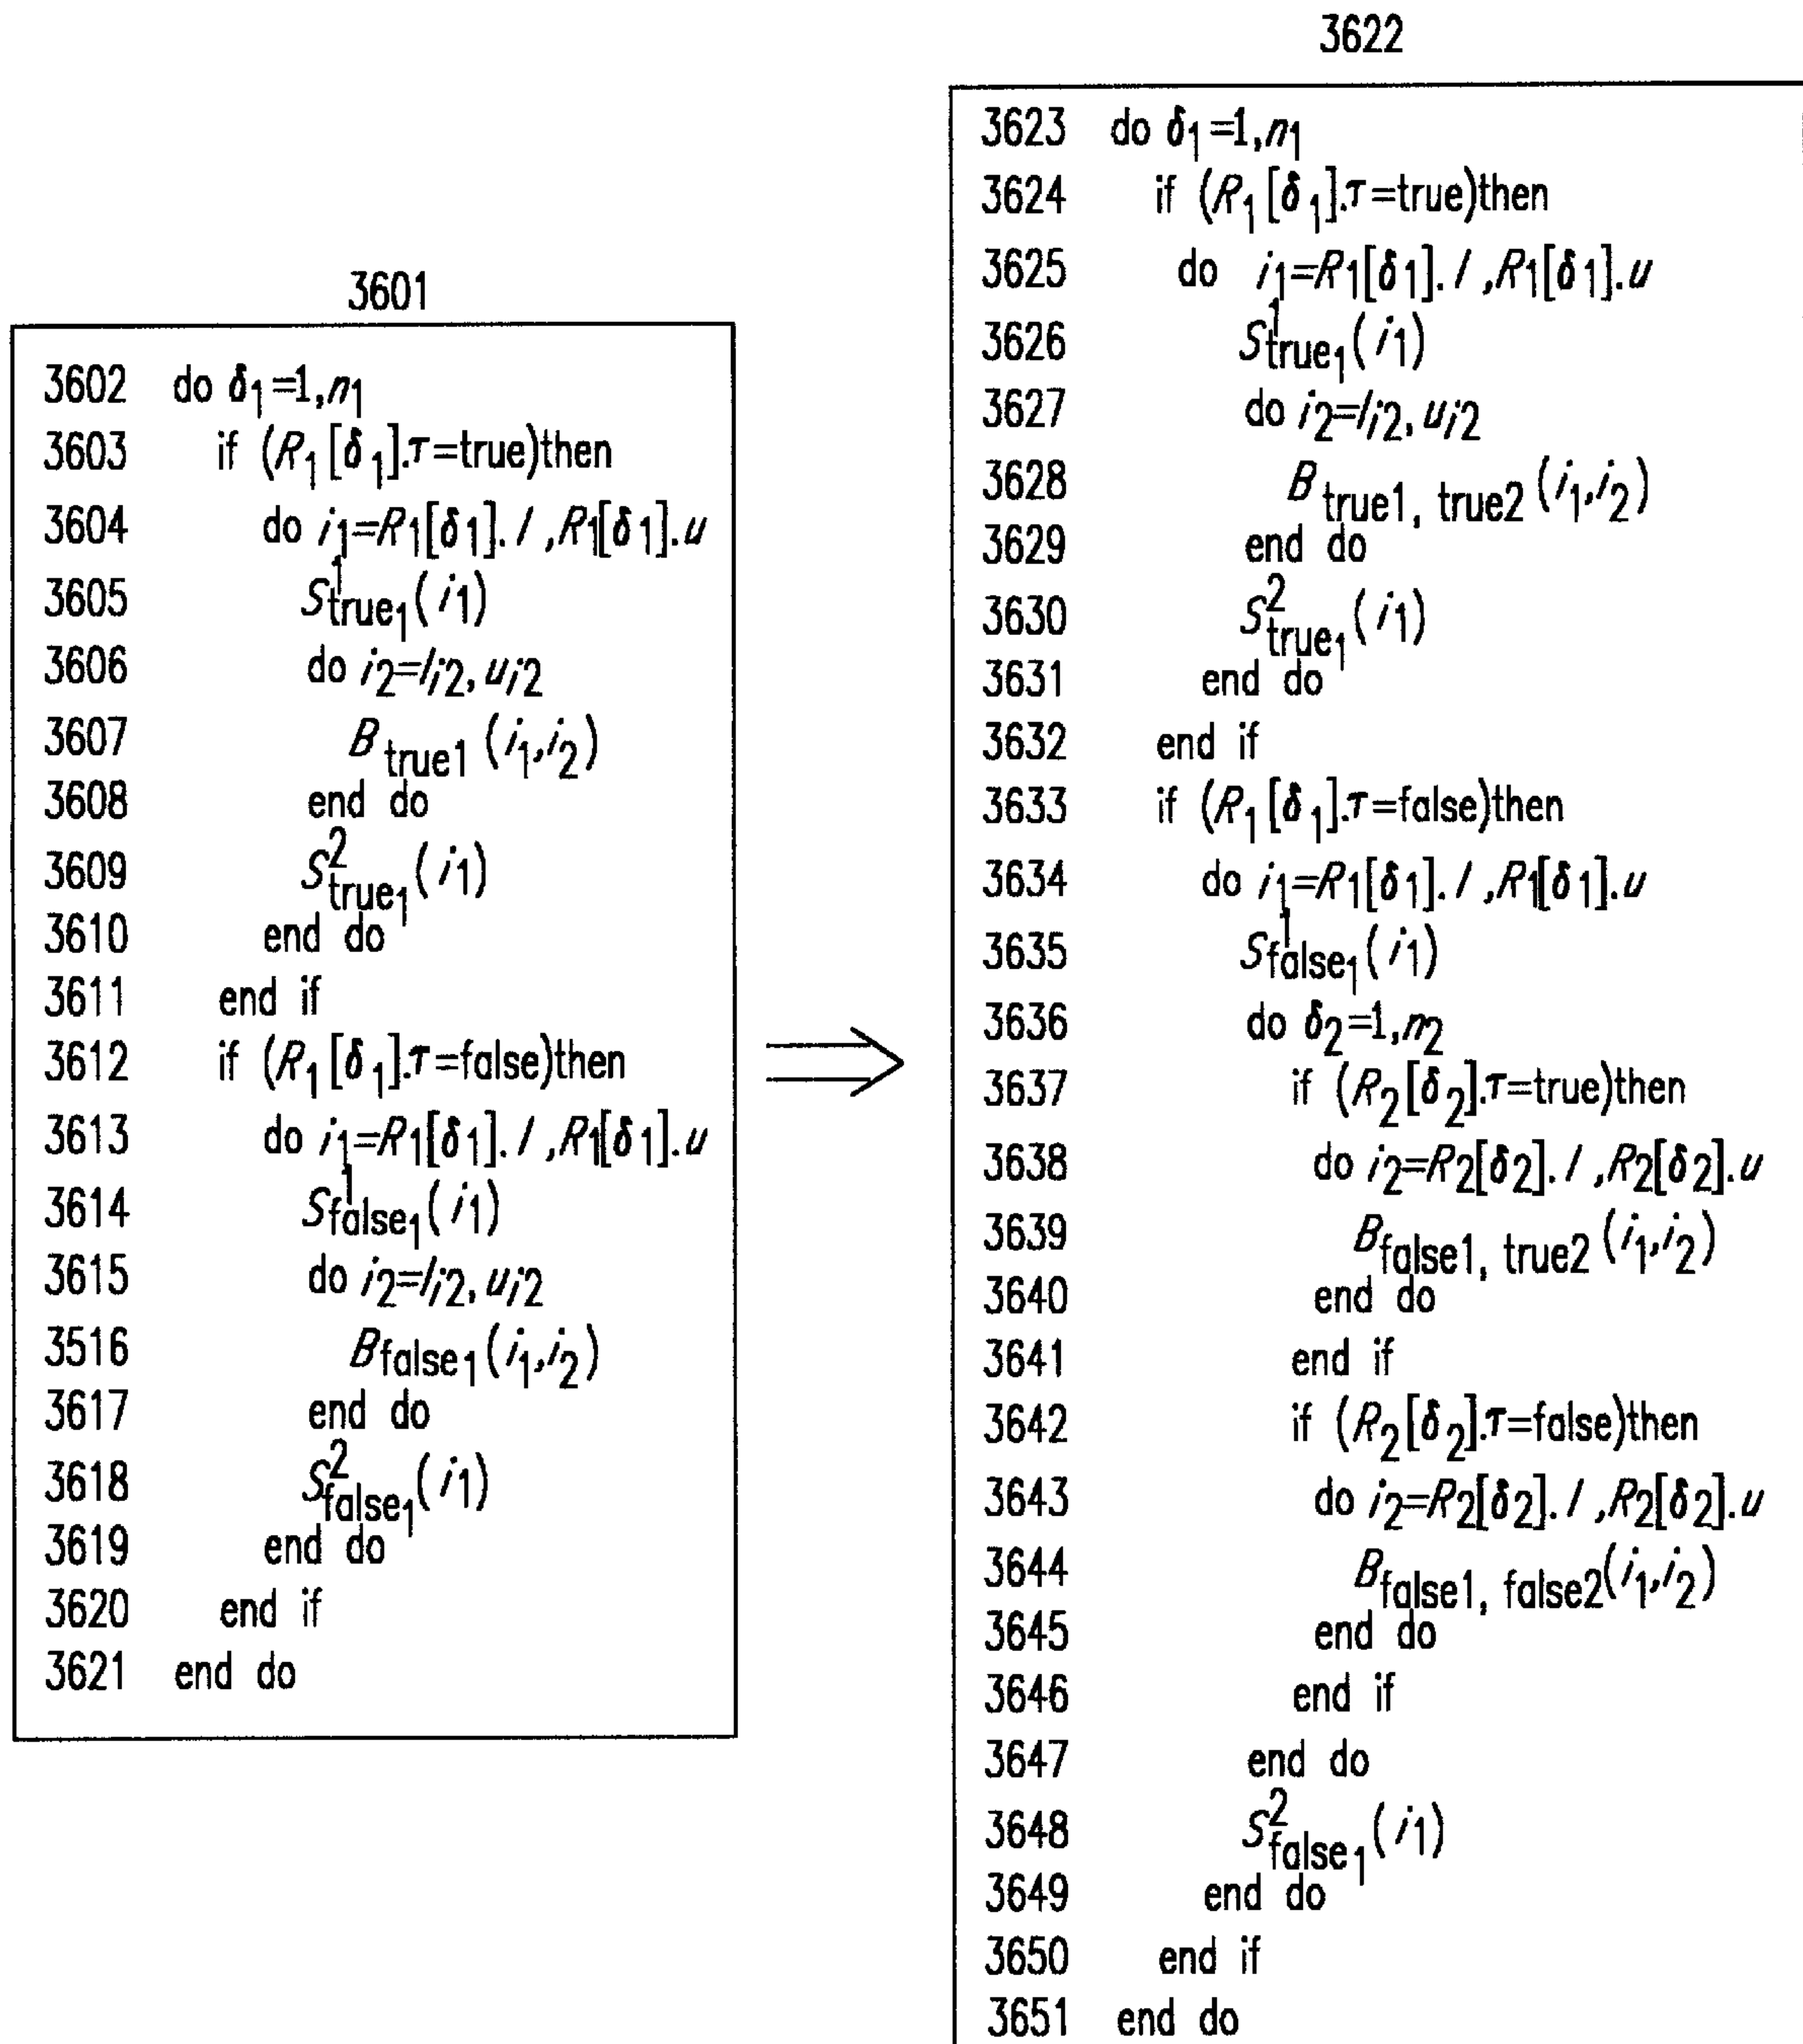 3601
3602 do δ1=1,n1
3603 if (R1[δ1].τ=true)then
3604 do i1=R1[δ1].l ,R1[δ1].u
3605 S1true1(i1)
3606 do i2=li2, ui2
3607 Btrue1 (i1,i2)
3608 end do
3609 S2true1(i1)
3610 end do
3611 end if
3612 if (R1[δ1].τ=false)then
3613 do i1=R1[δ1].l ,R1[δ1].u
3614 S1false1(i1)
3615 do i2=li2, ui2
3516 Bfalse1(i1,i2)
3617 end do
3618 S2false1(i1)
3619 end do
3620 end if
3621 end do
3622
3623 do δ1=1,n1
3624 if (R1[δ1].τ=true)then
3625 do i1=R1[δ1].l ,R1[δ1].u
3626 S1true1(i1)
3627 do i2=li2, ui2
3628 Btrue1, true2 (i1,i2)
3629 end do
3630 S2true1(i1)
3631 end do
3632 end if
3633 if (R1[δ1].τ=false)then
3634 do i1=R1[δ1].l ,R1[δ1].u
3635 S1false1(i1)
3636 do δ2=1,n2
3637 if (R2[δ2].τ=true)then
3638 do i2=R2[δ2].l ,R2[δ2].u
3639 Bfalse1, true2 (i1,i2)
3640 end do
3641 end if
3642 if (R2[δ2].τ=false)then
3643 do i2=R2[δ2].l ,R2[δ2].u
3644 Bfalse1, false2(i1,i2)
3645 end do
3646 end if
3647 end do
3648 S2false1(i1)
3649 end do
3650 end if
3651 end do